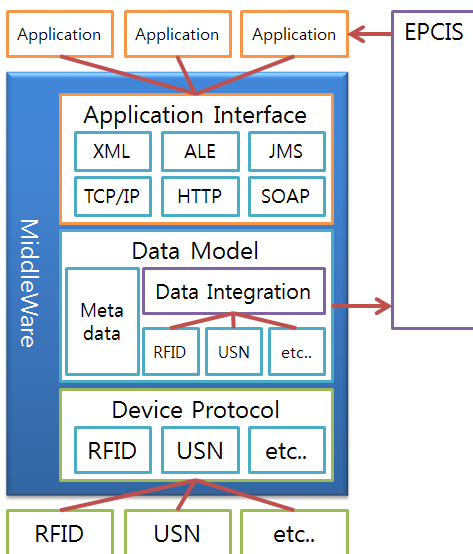 Application Application Application EPCIS
Application Interface
XML ALE JMS
TCP/IP HTTP SOAP
MiddleWare
Data Model
Meta data
Data Integration
RFID USN etc..
Device Protocol
RFID USN etc..
RFID USN etc..